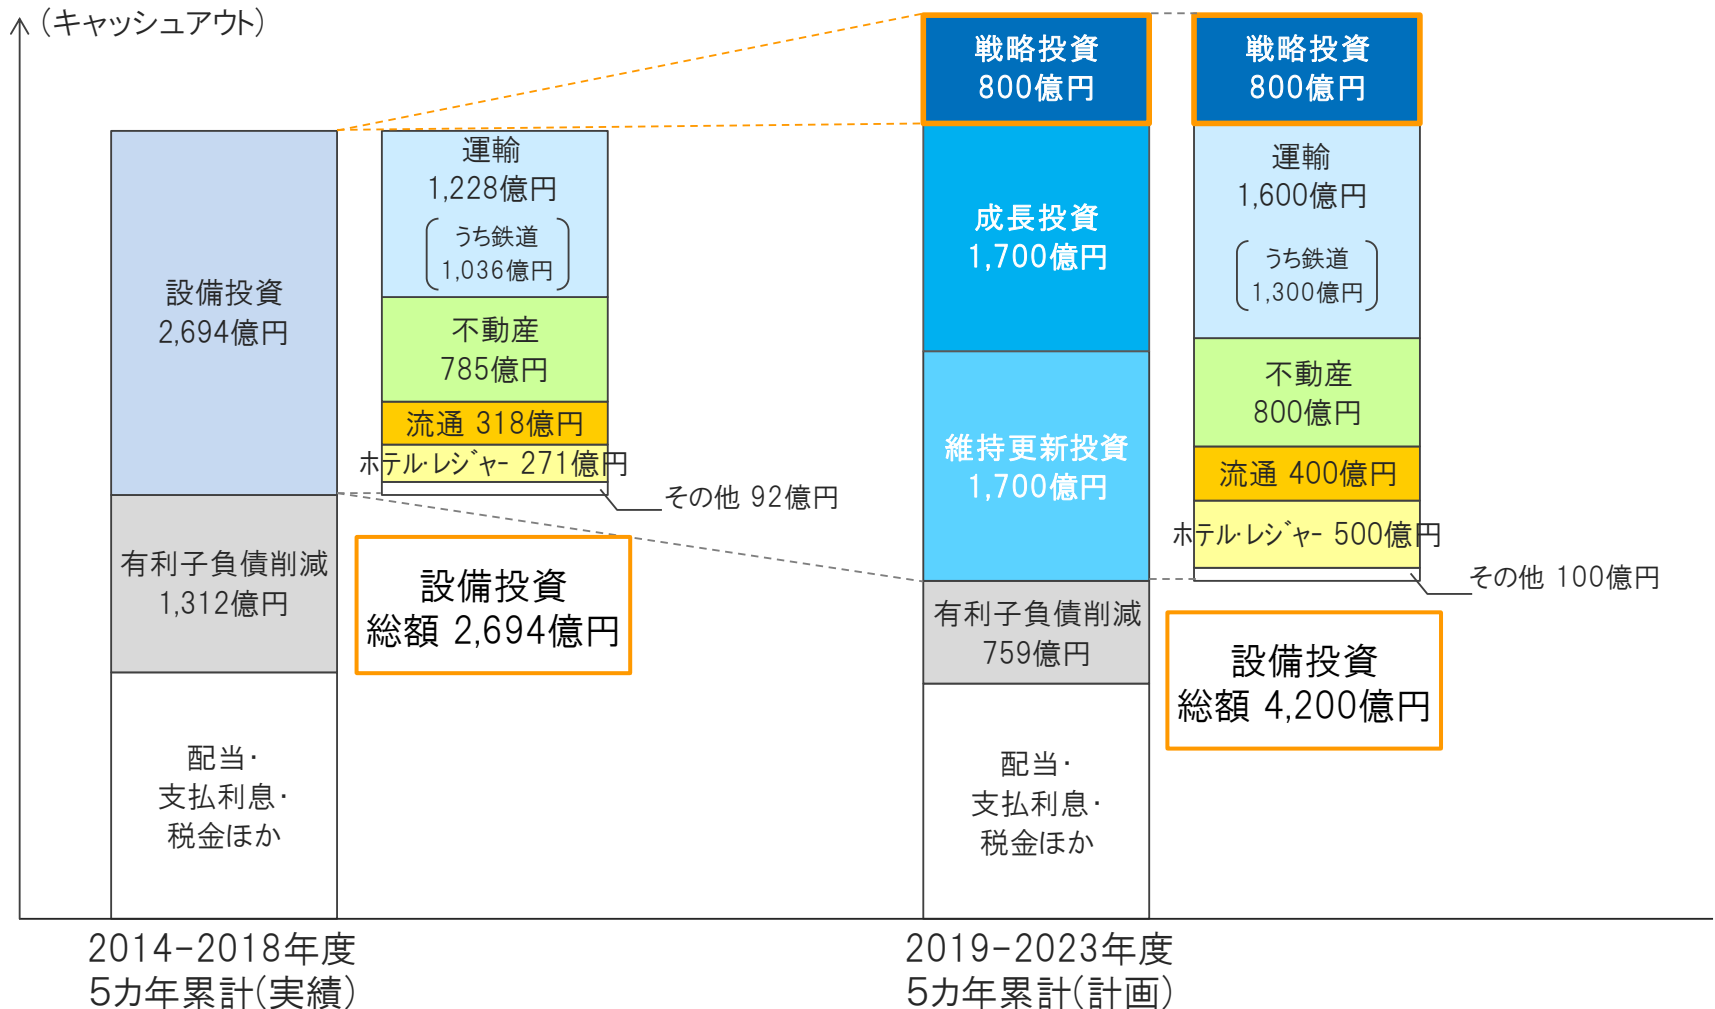 (キャッシュアウト)
設備投資
2,694億円
有利子負債削減
1,312億円
配当・
支払利息・
税金ほか
運輸
1,228億円
うち鉄道
1,036億円
不動産
785億円
流通 318億円
ホテル・レジャー 271億円
その他 92億円
設備投資
総額 2,694億円
2014-2018年度
5カ年累計(実績)
戦略投資
800億円
成長投資
1,700億円
維持更新投資
1,700億円
有利子負債削減
759億円
配当・
支払利息・
税金ほか
戦略投資
800億円
運輸
1,600億円
うち鉄道
1,300億円
不動産
800億円
流通 400億円
ホテル・レジャー 500億円
その他 100億円
設備投資
総額 4,200億円
2019-2023年度
5カ年累計(計画)